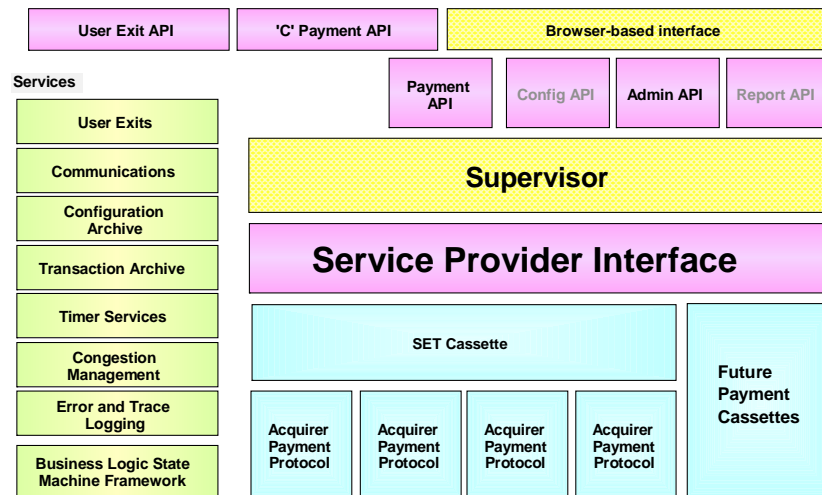 User Exit API
'C' Payment API
Browser-based interface
Services
Payment
API
Config API
Admin API
Report API
User Exits
Communications
Configuration
Archive
Transaction Archive
Timer Services
Congestion
Management
Error and Trace
Logging
Business Logic State
Machine Framework
Supervisor
Service Provider Interface
SET Cassette
Future
Payment
Cassettes
Acquirer
Payment
Protocol
Acquirer
Payment
Protocol
Acquirer
Payment
Protocol
Acquirer
Payment
Protocol